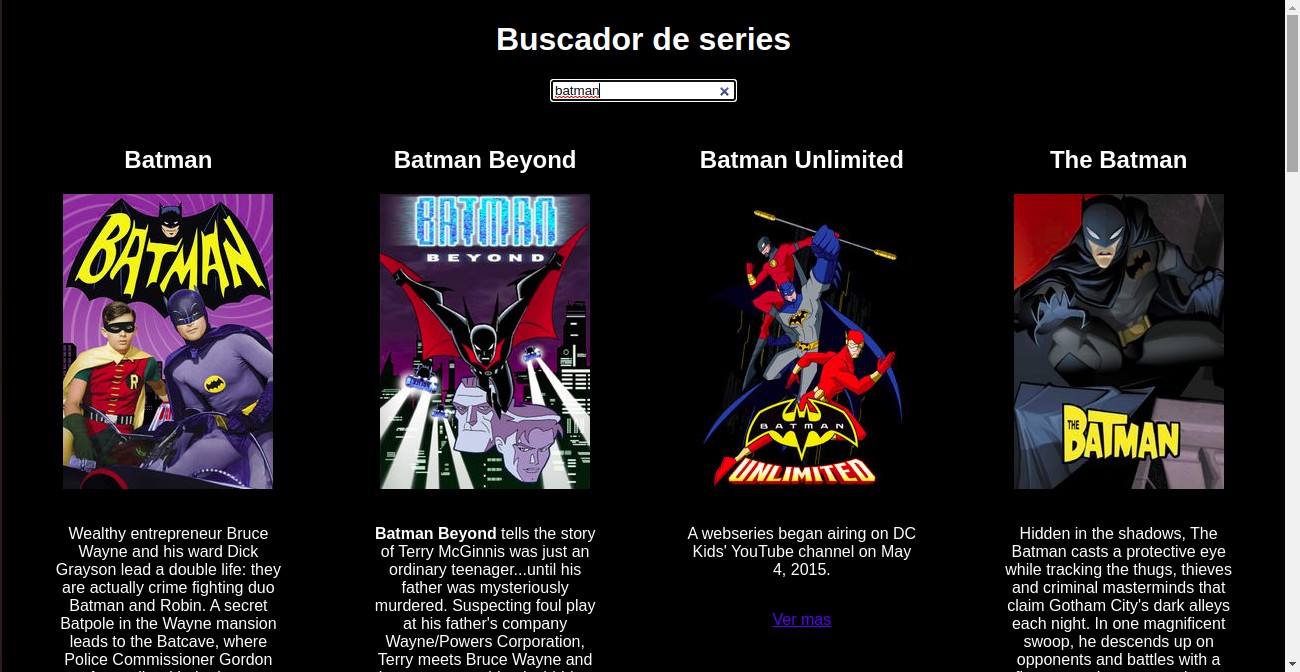 Buscador de series
batman
Batman
Batman Beyond
Batman Unlimited
The Batman
BATMAN
R
BATMAN
BEYOND
BATMAN
UNLIMITED
THE
BATMAN
Wealthy entrepreneur Bruce
Wayne and his ward Dick
Grayson lead a double life: they
are actually crime fighting duo
Batman and Robin. A secret
Batpole in the Wayne mansion
leads to the Batcave, where
Police Commissioner Gordon
Batman Beyond tells the story
of Terry McGinnis was just an
ordinary teenager...until his
father was mysteriously
murdered. Suspecting foul play
at his father's company
Wayne/Powers Corporation,
Terry meets Bruce Wayne and
A webseries began airing on DC
Kids' YouTube channel on May
4, 2015.
Ver mas
Hidden in the shadows, The
Batman casts a protective eye
while tracking the thugs, thieves
and criminal masterminds that
claim Gotham City's dark alleys
each night. In one magnificent
swoop, he descends up on
opponents and battles with a